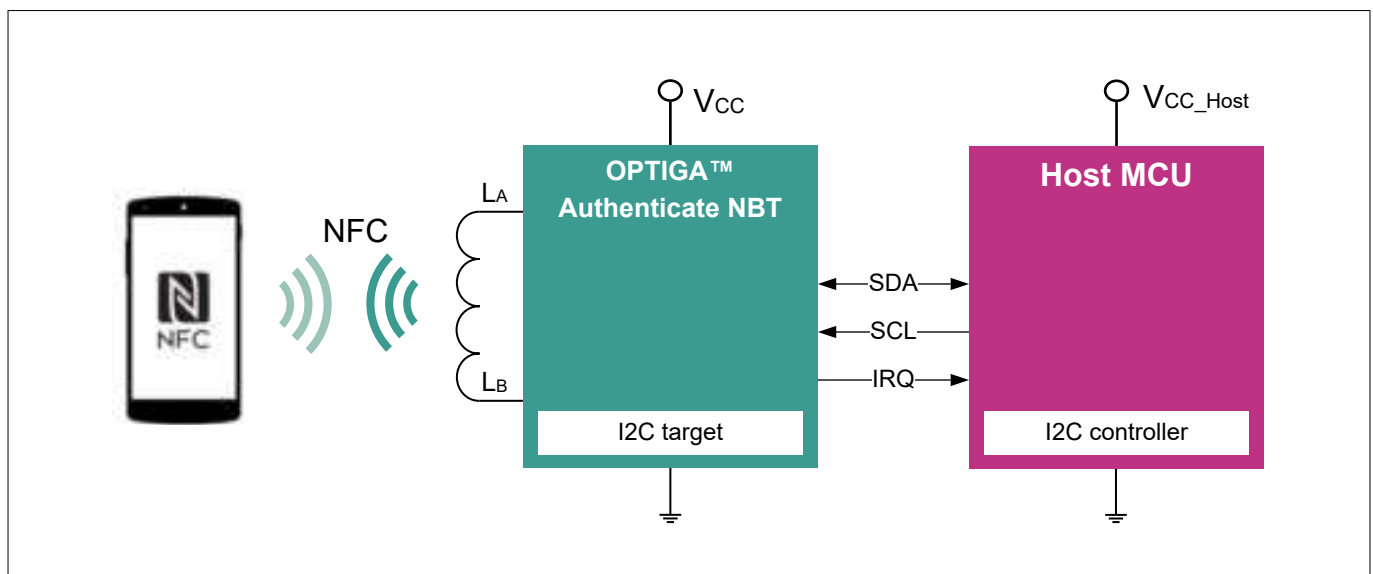 NFC
NFC
LA
LB
VCC
OPTIGA™
Authenticate NBT
I2C target
SDA
SCL
IRQ
VCC_Host
Host MCU
I2C controller